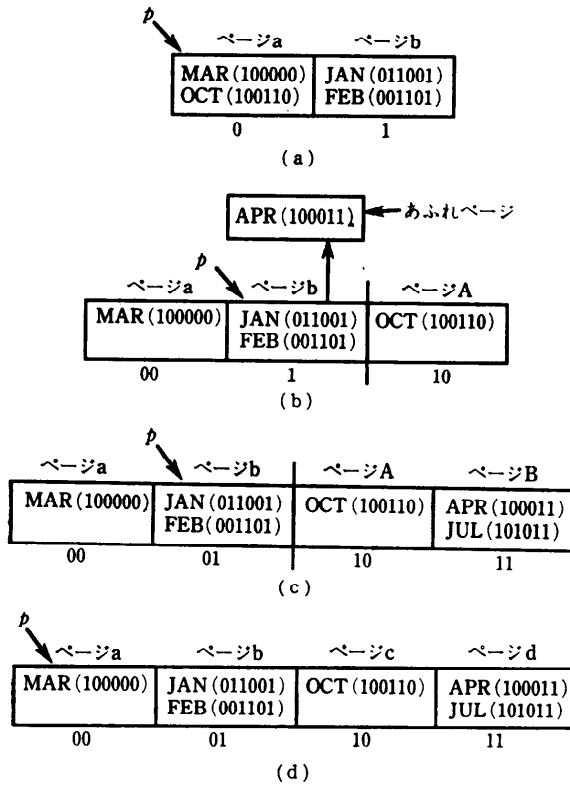 p
ページa ページb
MAR(100000) JAN(011001)
OCT(100110) FEB(001101)
0 1
(a)
APR(100011) あふれページ
p
ページa ページb ページA
MAR(100000) JAN(011001) OCT(100110)
FEB(001101)
00 1 10
(b)
p
ページa ページb ページA ページB
MAR(100000) JAN(011001) OCT(100110) APR(100011)
FEB(001101) JUL(101011)
00 01 10 11
(c)
p
ページa ページb ページc ページd
MAR(100000) JAN(011001) OCT(100110) APR(100011)
FEB(001101) JUL(101011)
00 01 10 11
(d)